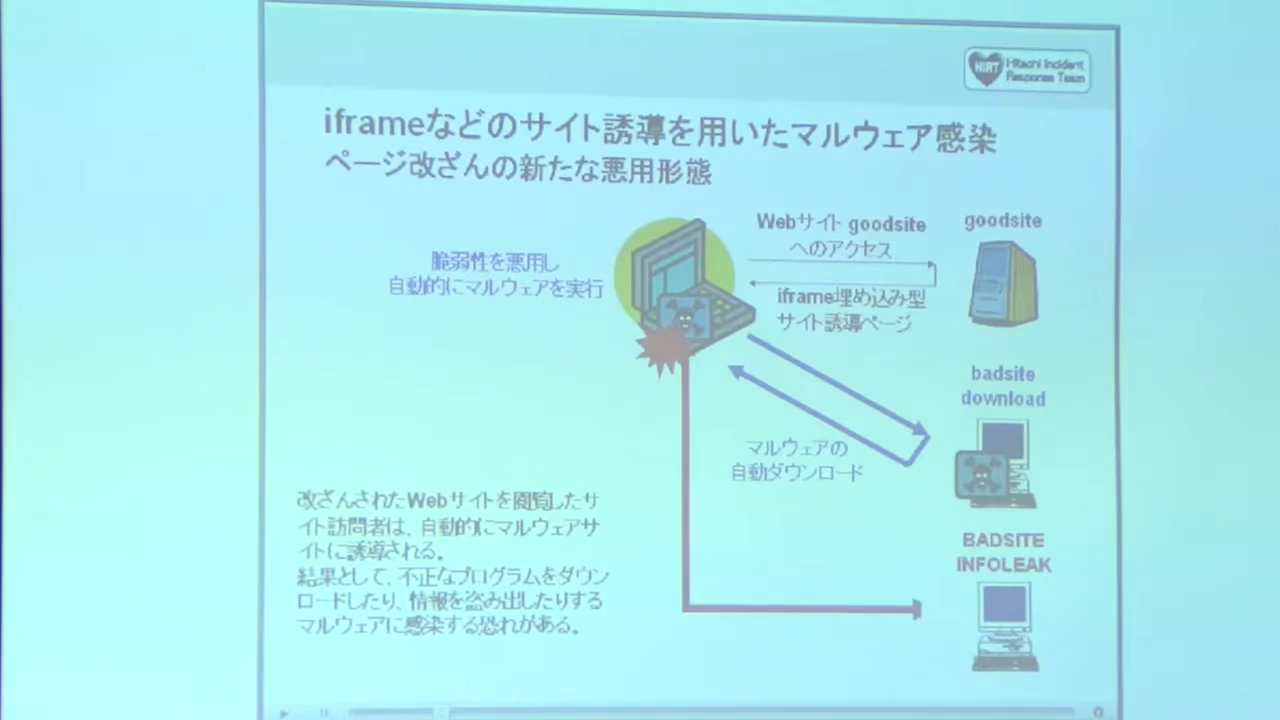 HIRT
Hitachi Incident
Response Team
iframeなどのサイト誘導を用いたマルウェア感染
ページ改ざんの新たな悪用形態
Webサイト goodsite
へのアクセス
goodsite
脆弱性を悪用し
自動的にマルウェアを実行
iframe埋め込み型
サイト誘導ページ
badsite
download
マルウェアの
自動ダウンロード
改ざんされたWebサイトを閲覧したサ
イト訪問者は、自動的にマルウェアサ
イトに誘導される。
結果として、不正なプログラムをダウン
ロードしたり、情報を盗み出したりする
マルウェアに感染する恐れがある。
BADSITE
INFOLEAK